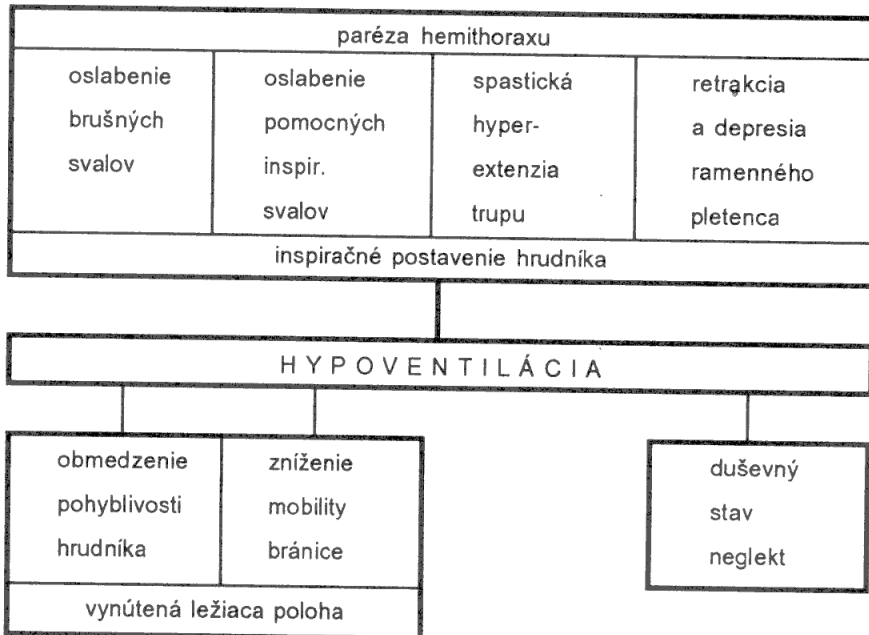 paréza hemithoraxu
oslabenie
brušných
svalov
oslabenie
pomocných
inspir.
svalov
spastická
hyper-
extenzia
trupu
retrakcia
a depresia
ramenného
pletenca
inspiračné postavenie hrudníka
HYPOVENTILÁCIA
obmedzenie
pohyblivosti
hrudníka
zníženie
mobility
bránice
vynútená ležiaca poloha
duševný
stav
neglekt